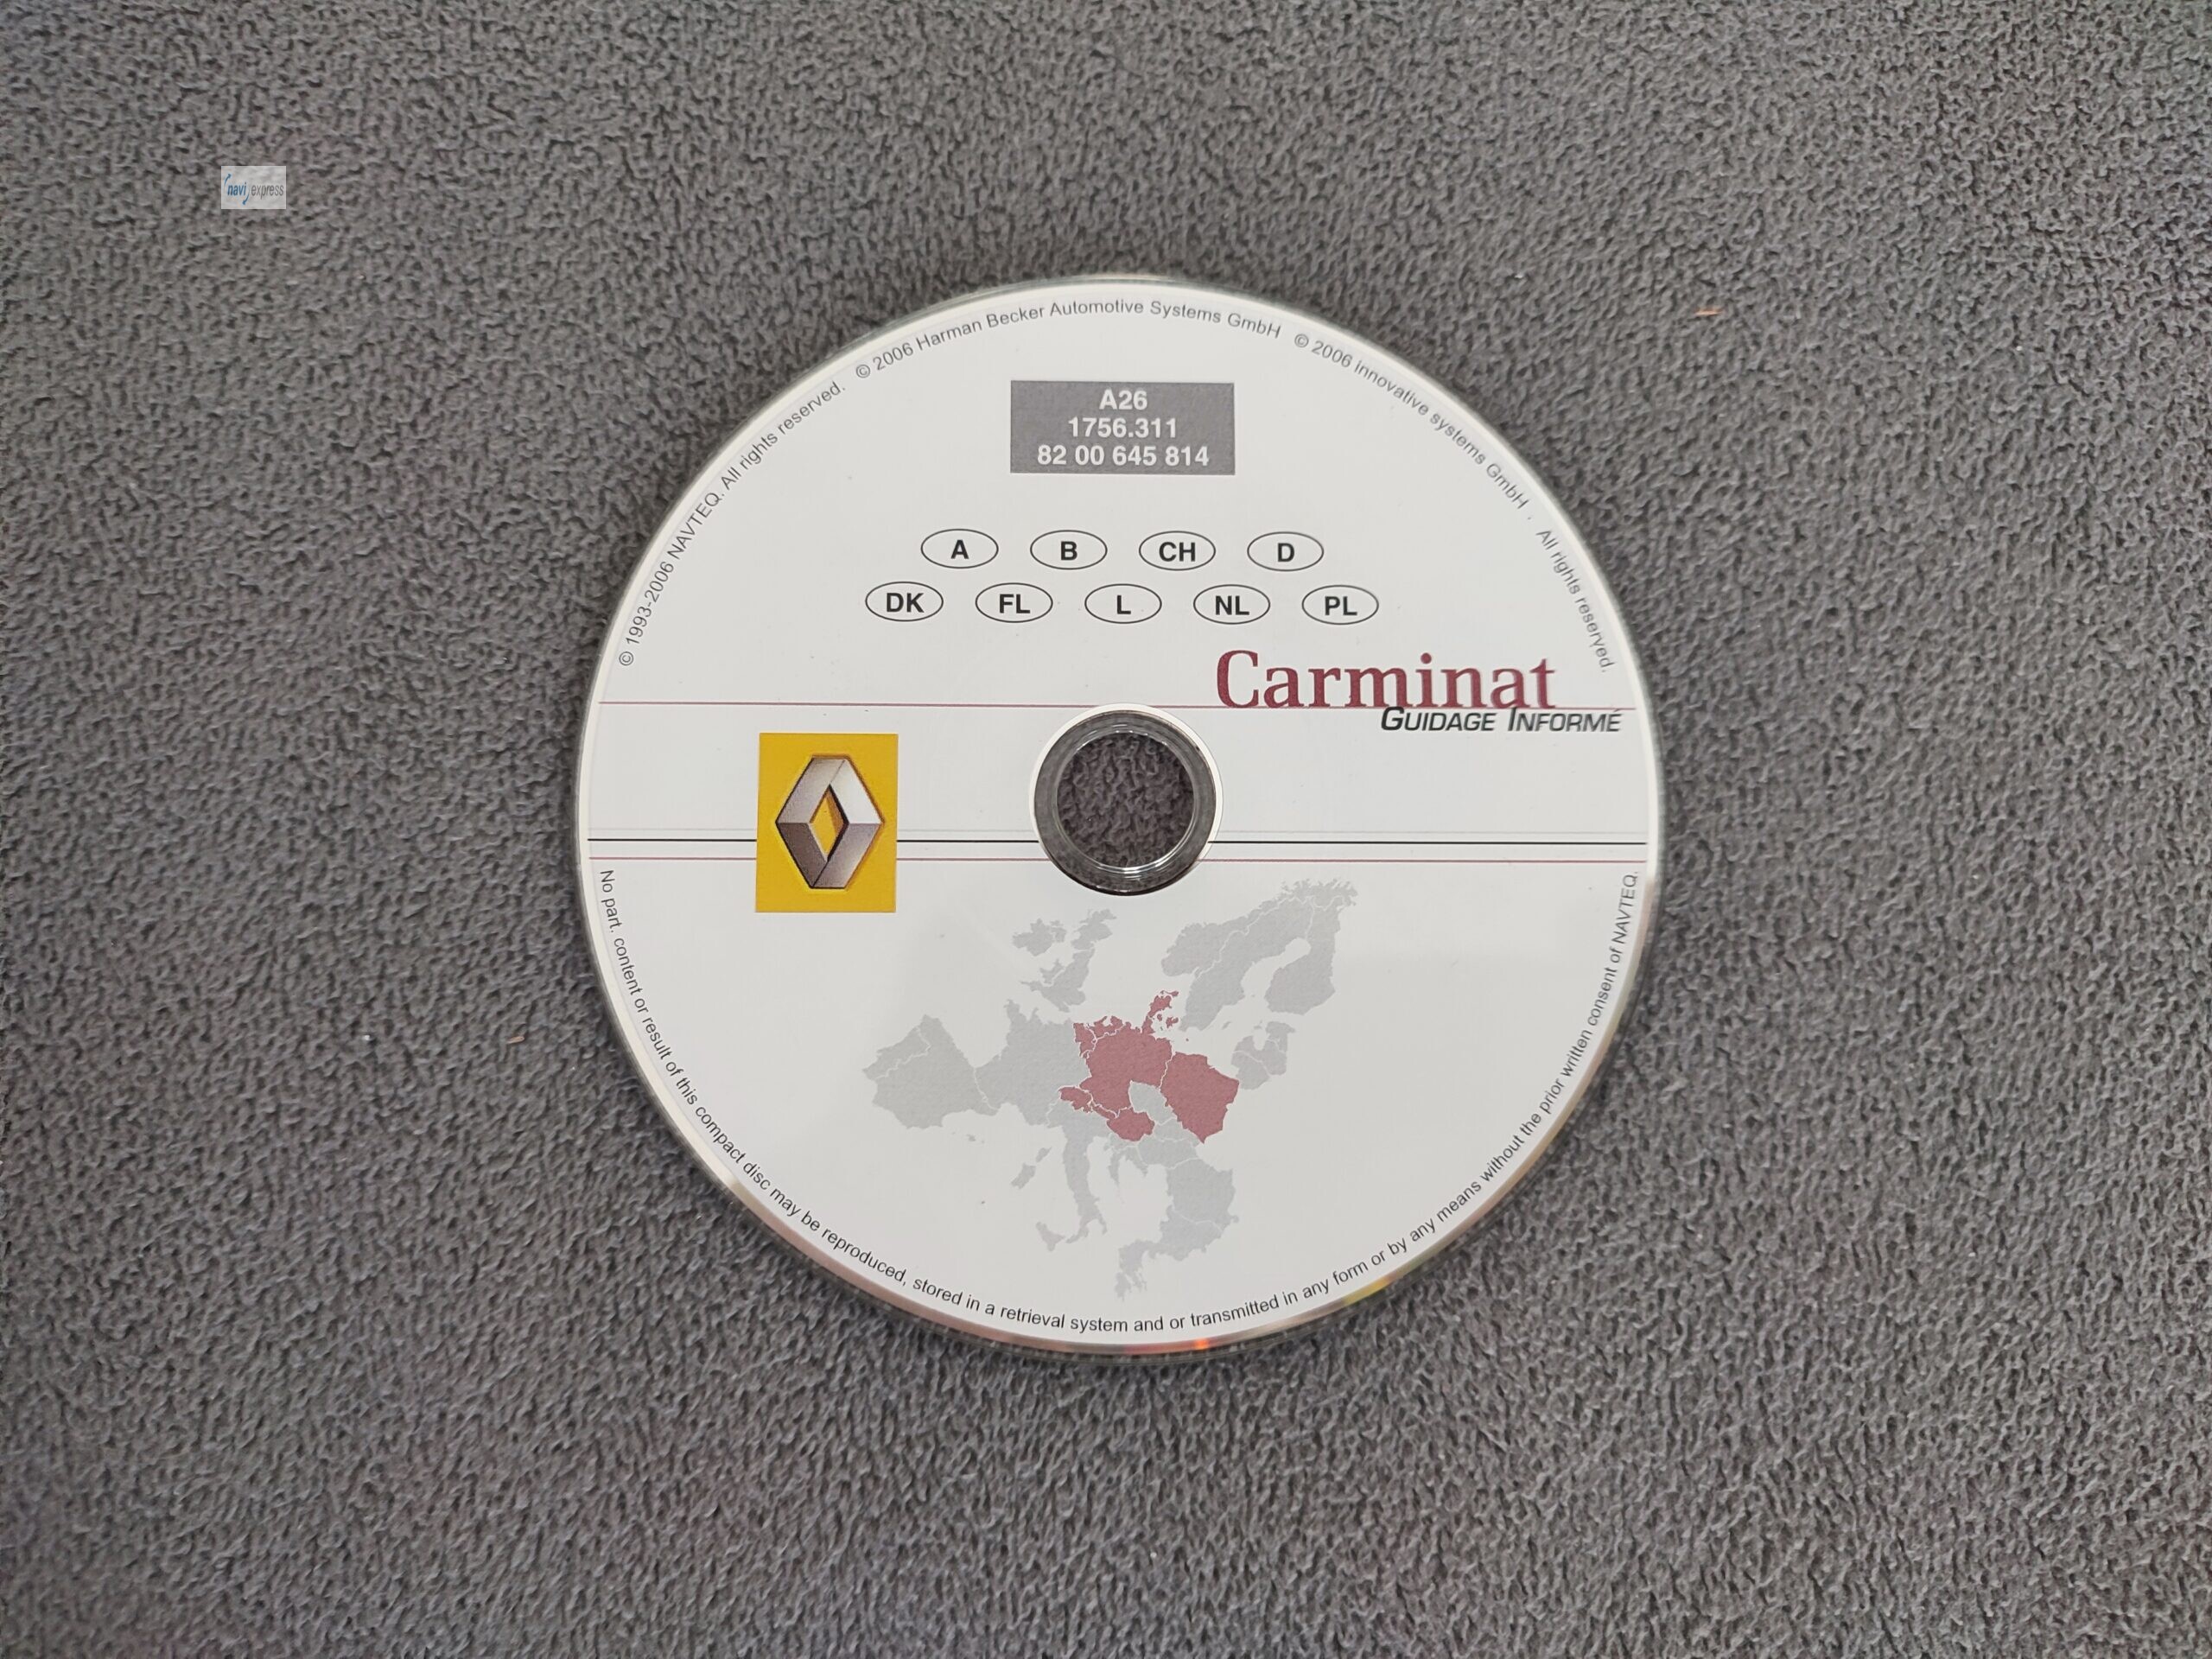 navi express
© 1993-2006 NAVTEQ. All rights reserved. © 2006 Harman Becker Automotive Systems GmbH © 2006 innovative systems GmbH · All rights reserved.
A26
1756.311
82 00 645 814
A B CH D
DK FL L NL PL
Carminat
GUIDAGE INFORMÉ
No part. content or result of this compact disc may be reproduced, stored in a retrieval system and or transmitted in any form or by any means without the prior written consent of NAVTEQ.